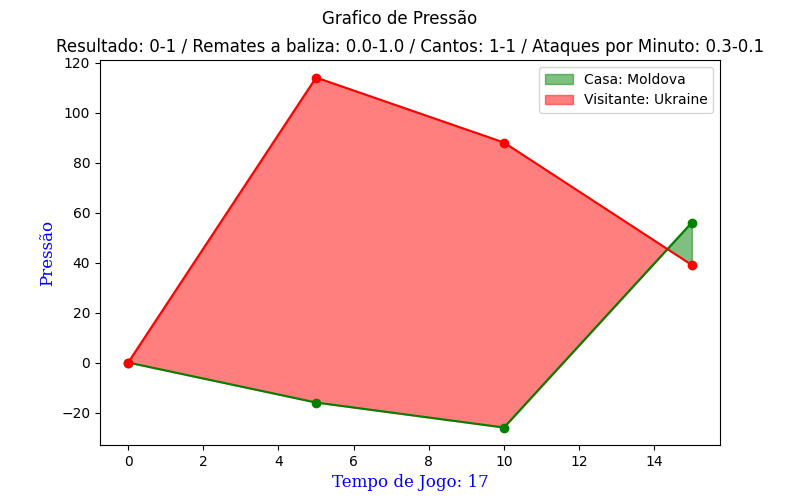 Grafico de Pressão
Resultado: 0-1 / Remates a baliza: 0.0-1.0 / Cantos: 1-1 / Ataques por Minuto: 0.3-0.1
Casa: Moldova
Visitante: Ukraine
Pressão
120
100
80
60
40
20
0
−20
0 2 4 6 8 10 12 14
Tempo de Jogo: 17